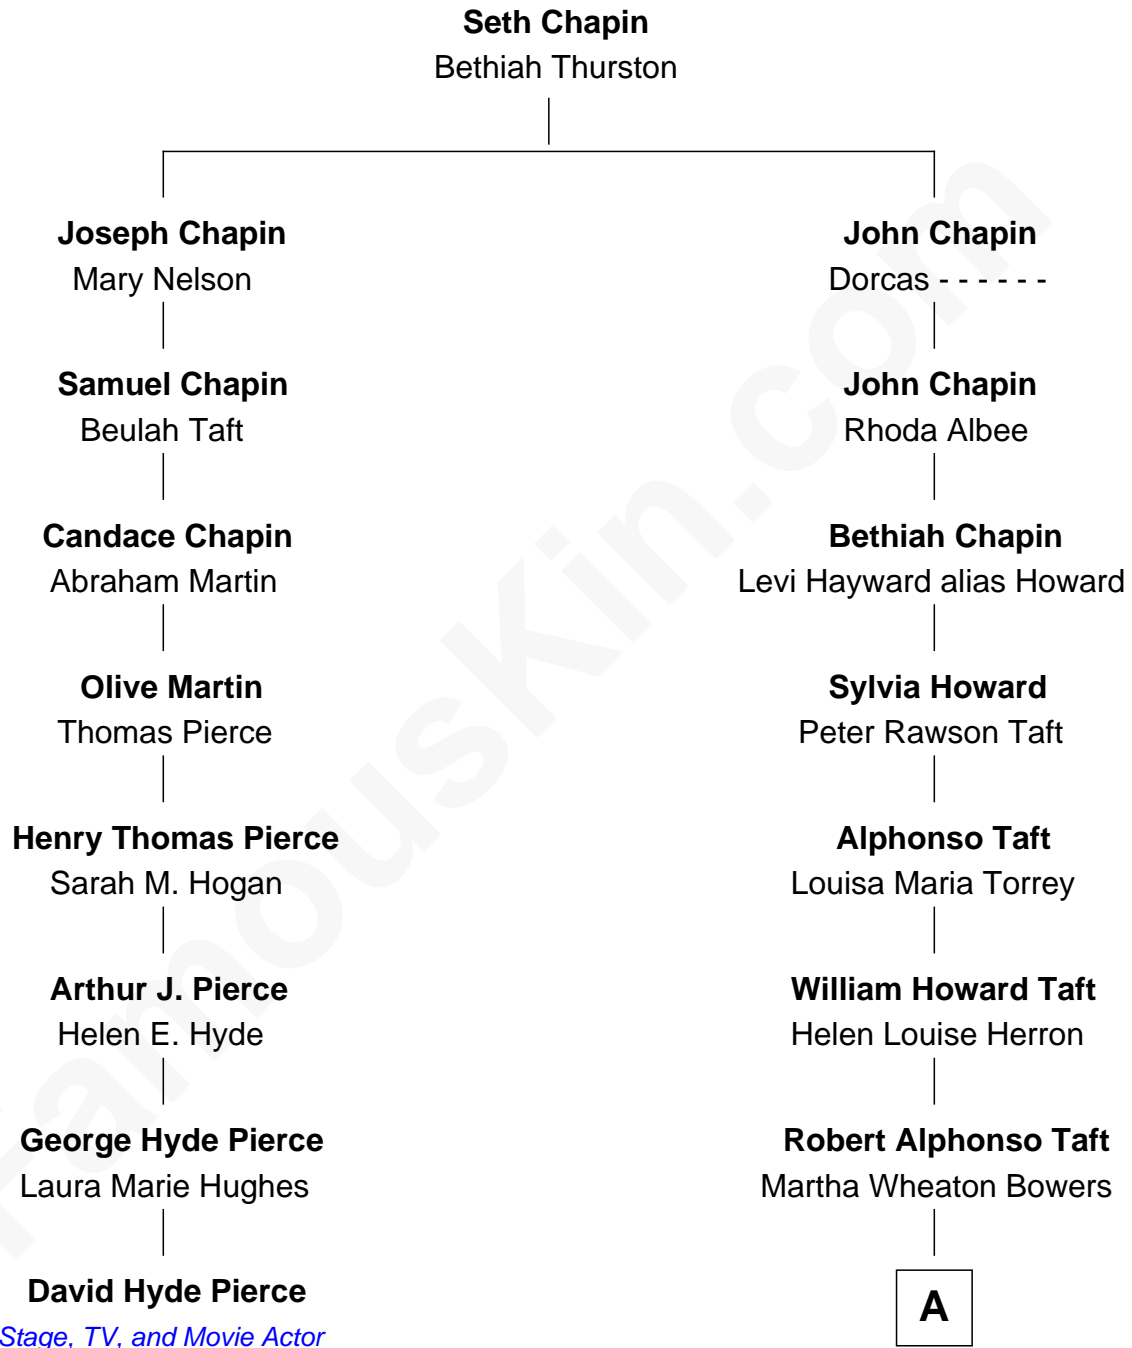 Seth Chapin
Bethiah Thurston
Joseph Chapin
Mary Nelson
John Chapin
Dorcas - - - - - -
Samuel Chapin
Beulah Taft
John Chapin
Rhoda Albee
Candace Chapin
Abraham Martin
Bethiah Chapin
Levi Hayward alias Howard
Olive Martin
Thomas Pierce
Sylvia Howard
Peter Rawson Taft
Henry Thomas Pierce
Sarah M. Hogan
Alphonso Taft
Louisa Maria Torrey
Arthur J. Pierce
Helen E. Hyde
William Howard Taft
Helen Louise Herron
George Hyde Pierce
Laura Marie Hughes
Robert Alphonso Taft
Martha Wheaton Bowers
David Hyde Pierce
Stage, TV, and Movie Actor
A
FamousKin.com